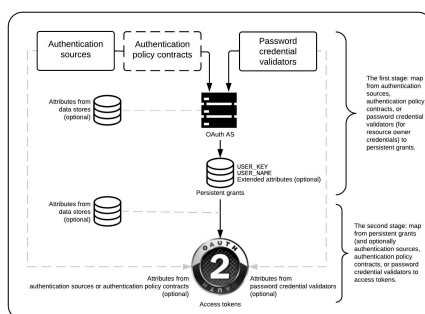 Authentication
sources
Authentication
policy contracts
Password
credential
validators
The first stage: map
from authentication
sources,
authentication policy
contracts, or
password credential
validators (for
resource owner
credentials) to
persistent grants.
Attributes from
data stores
(optional)
OAuth AS
USER_KEY
USER_NAME
Extended attributes (optional)
Persistent grants
Attributes from
data stores
(optional)
The second stage: map
from persistent grants
(and optionally
authentication sources,
authentication policy
contracts, or password
credential validators to
access tokens.
OAUTH
2
OAUTH
Attributes from
authentication sources or authentication policy contracts
(optional)
Attributes from
password credential validators
(optional)
Access tokens